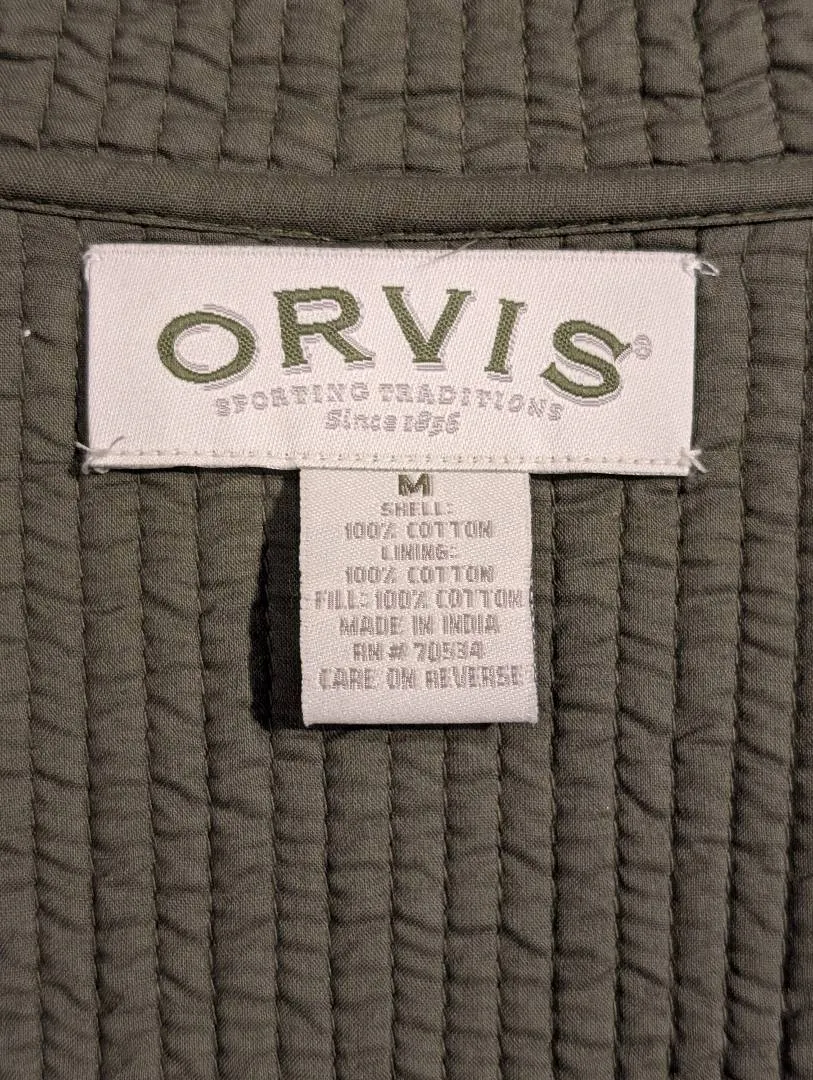 ORVIS®
SPORTING TRADITIONS
Since 1856
M
SHELL:
100% COTTON
LINING:
100% COTTON
FILL: 100% COTTON
MADE IN INDIA
RN# 70534
CARE ON REVERSE